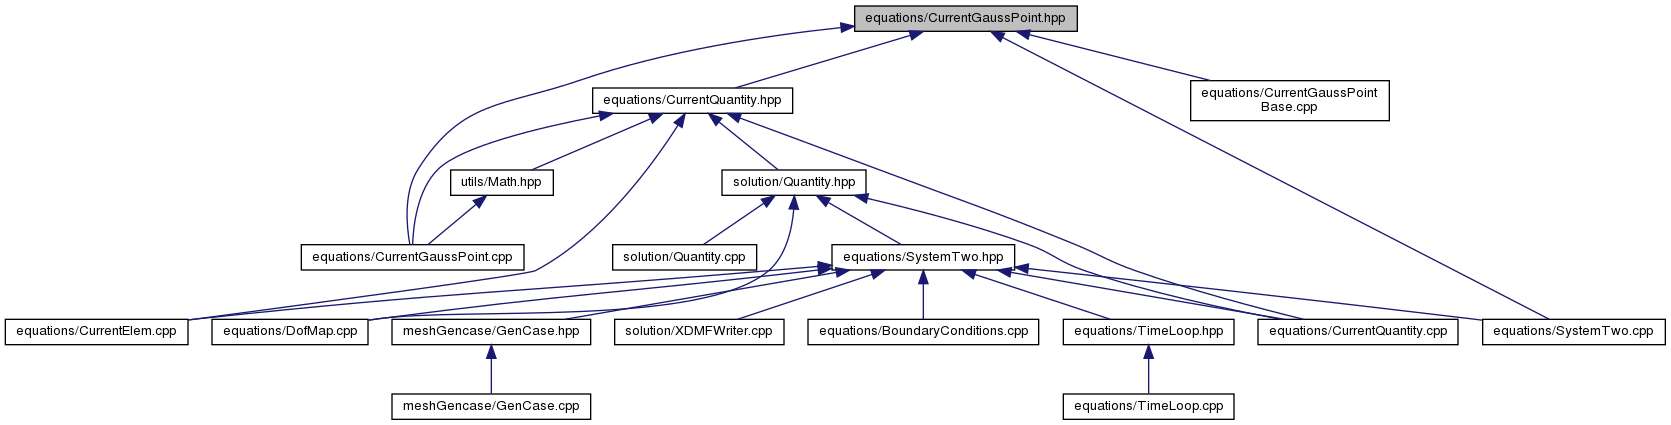 equations/CurrentGaussPoint.hpp
equations/CurrentQuantity.hpp
equations/CurrentGaussPoint
Base.cpp
utils/Math.hpp
solution/Quantity.hpp
equations/CurrentGaussPoint.cpp
solution/Quantity.cpp
equations/SystemTwo.hpp
equations/CurrentElem.cpp
equations/DofMap.cpp
meshGencase/GenCase.hpp
solution/XDMFWriter.cpp
equations/BoundaryConditions.cpp
equations/TimeLoop.hpp
equations/CurrentQuantity.cpp
equations/SystemTwo.cpp
meshGencase/GenCase.cpp
equations/TimeLoop.cpp